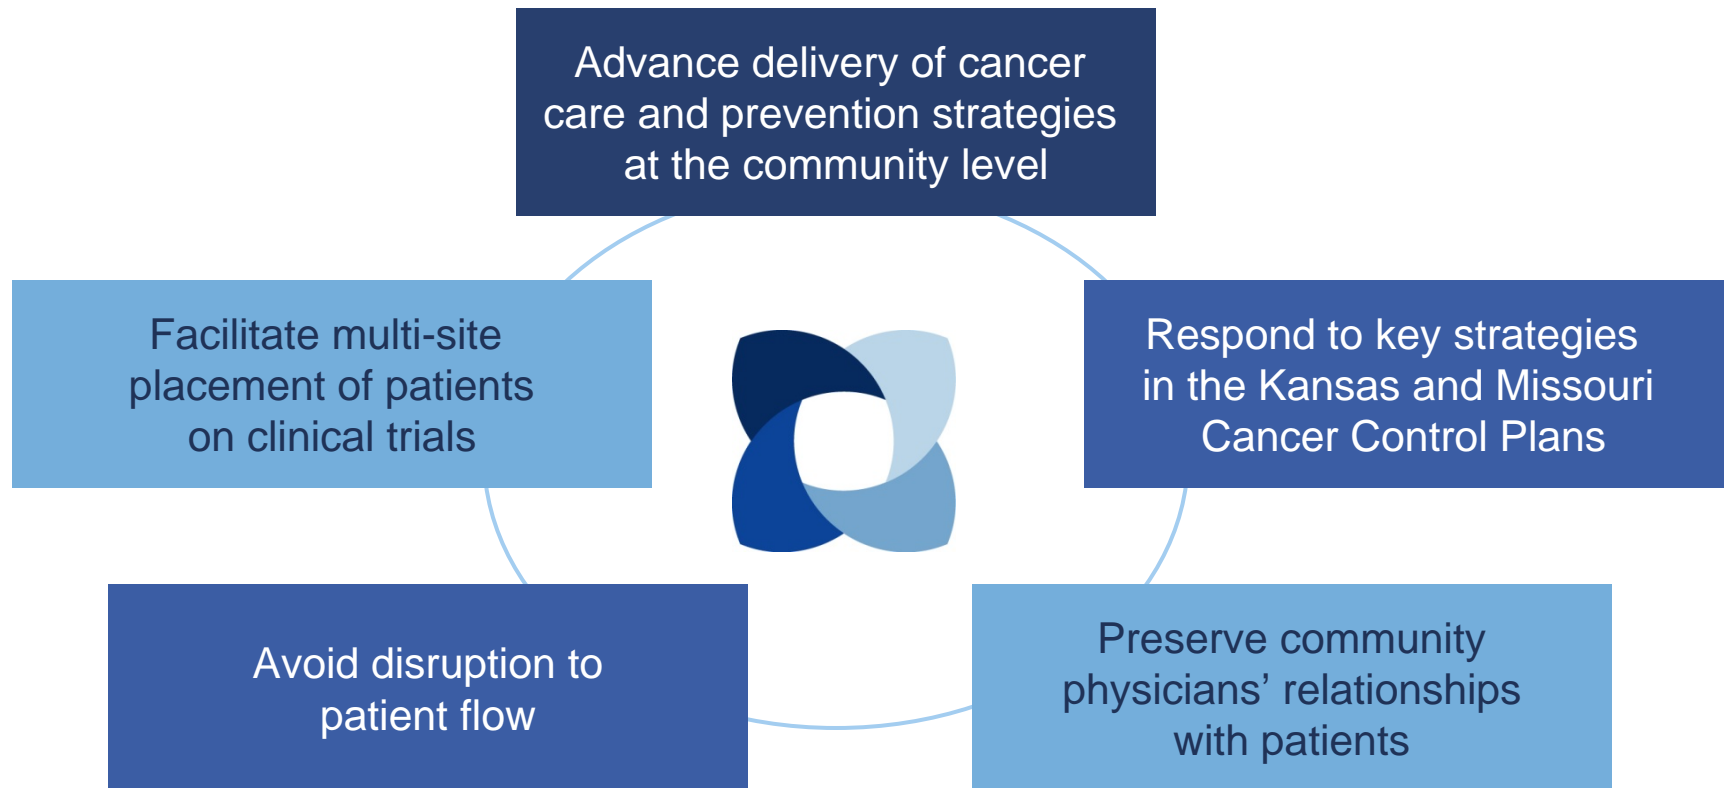 Advance delivery of cancer
care and prevention strategies
at the community level
Facilitate multi-site
placement of patients
on clinical trials
Respond to key strategies
in the Kansas and Missouri
Cancer Control Plans
Avoid disruption to
patient flow
Preserve community
physicians’ relationships
with patients